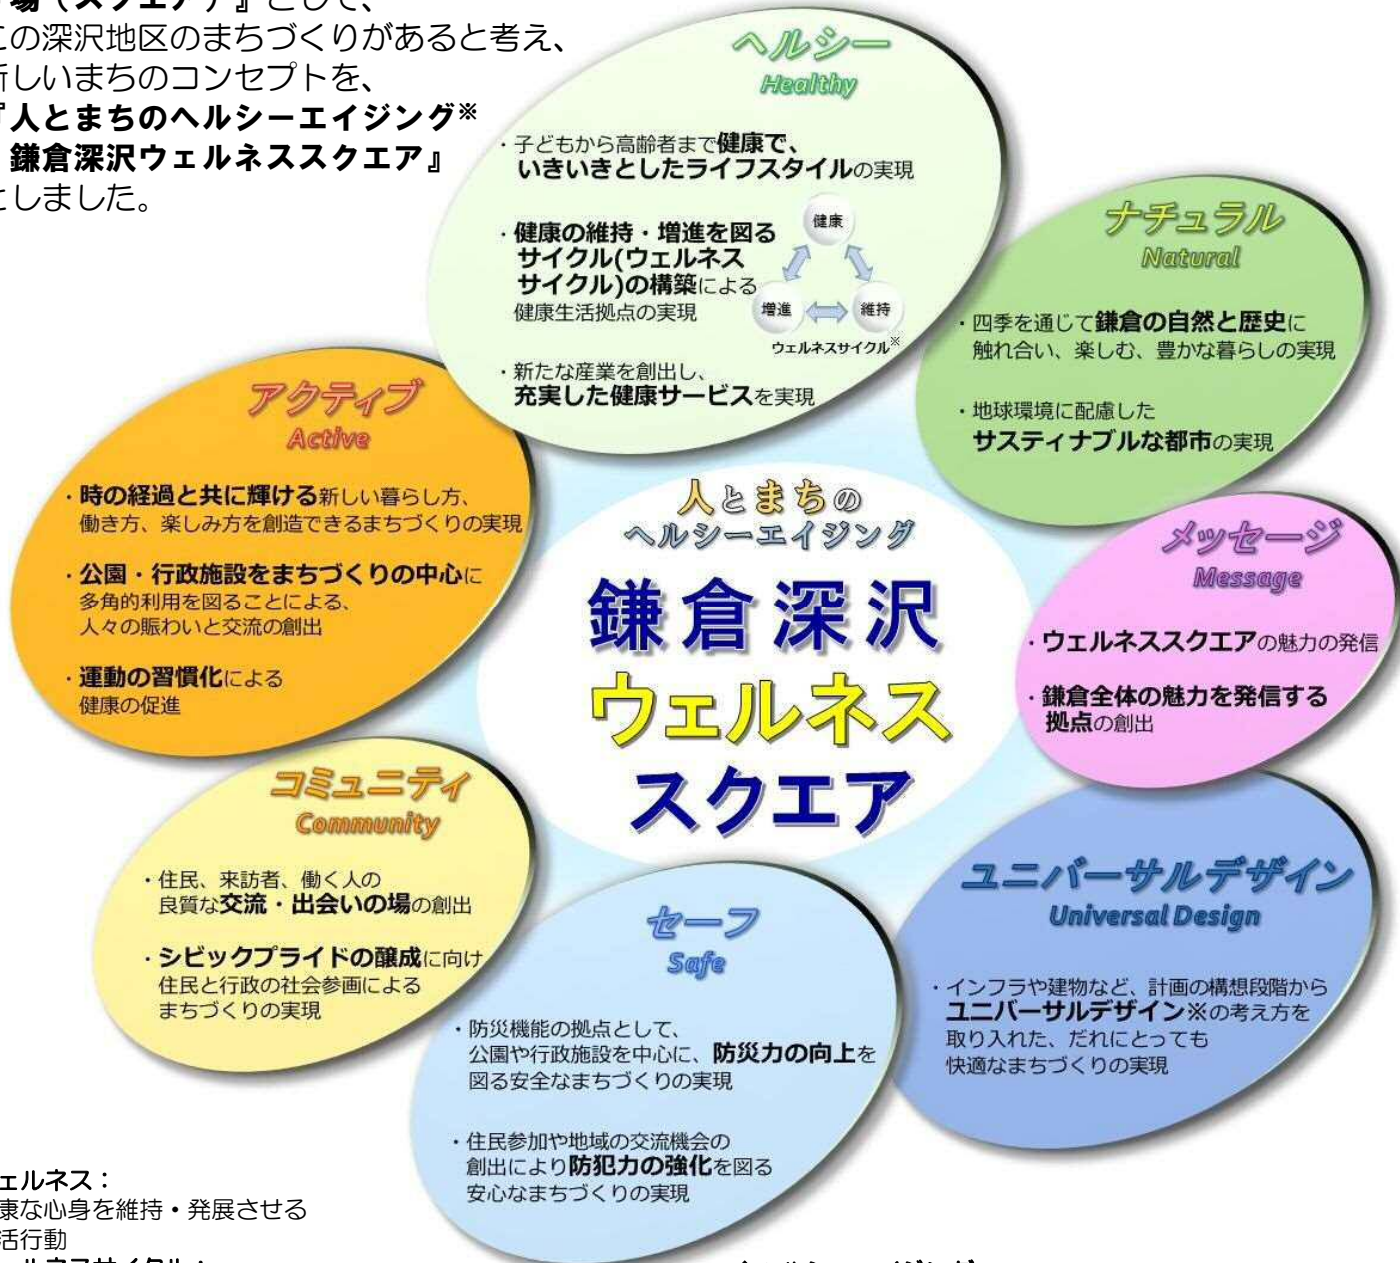 場（スクエア）』として、
この深沢地区のまちづくりがあると考え、
新しいまちのコンセプトを、
『人とまちのヘルシーエイジング※
鎌倉深沢ウェルネススクエア』
としました。
ヘルシー
Healthy
・子どもから高齢者まで健康で、
いきいきとしたライフスタイルの実現
・健康の維持・増進を図る
サイクル(ウェルネス
サイクル)の構築による
健康生活拠点の実現
健康
増進
維持
ウェルネスサイクル※
・新たな産業を創出し、
充実した健康サービスを実現
ナチュラル
Natural
・四季を通じて鎌倉の自然と歴史に
触れ合い、楽しむ、豊かな暮らしの実現
・地球環境に配慮した
サスティナブルな都市の実現
アクティブ
Active
・時の経過と共に輝ける新しい暮らし方、
働き方、楽しみ方を創造できるまちづくりの実現
・公園・行政施設をまちづくりの中心に
多角的利用を図ることによる、
人々の賑わいと交流の創出
・運動の習慣化による
健康の促進
人とまちの
ヘルシーエイジング
鎌倉深沢
ウェルネス
スクエア
メッセージ
Message
・ウェルネススクエアの魅力の発信
・鎌倉全体の魅力を発信する
拠点の創出
コミュニティ
Community
・住民、来訪者、働く人の
良質な交流・出会いの場の創出
・シビックプライドの醸成に向け
住民と行政の社会参画による
まちづくりの実現
セーフ
Safe
・防災機能の拠点として、
公園や行政施設を中心に、防災力の向上を
図る安全なまちづくりの実現
・住民参加や地域の交流機会の
創出により防犯力の強化を図る
安心なまちづくりの実現
ユニバーサルデザイン
Universal Design
・インフラや建物など、計画の構想段階から
ユニバーサルデザイン※の考え方を
取り入れた、だれにとっても
快適なまちづくりの実現
ェルネス：
康な心身を維持・発展させる
活行動